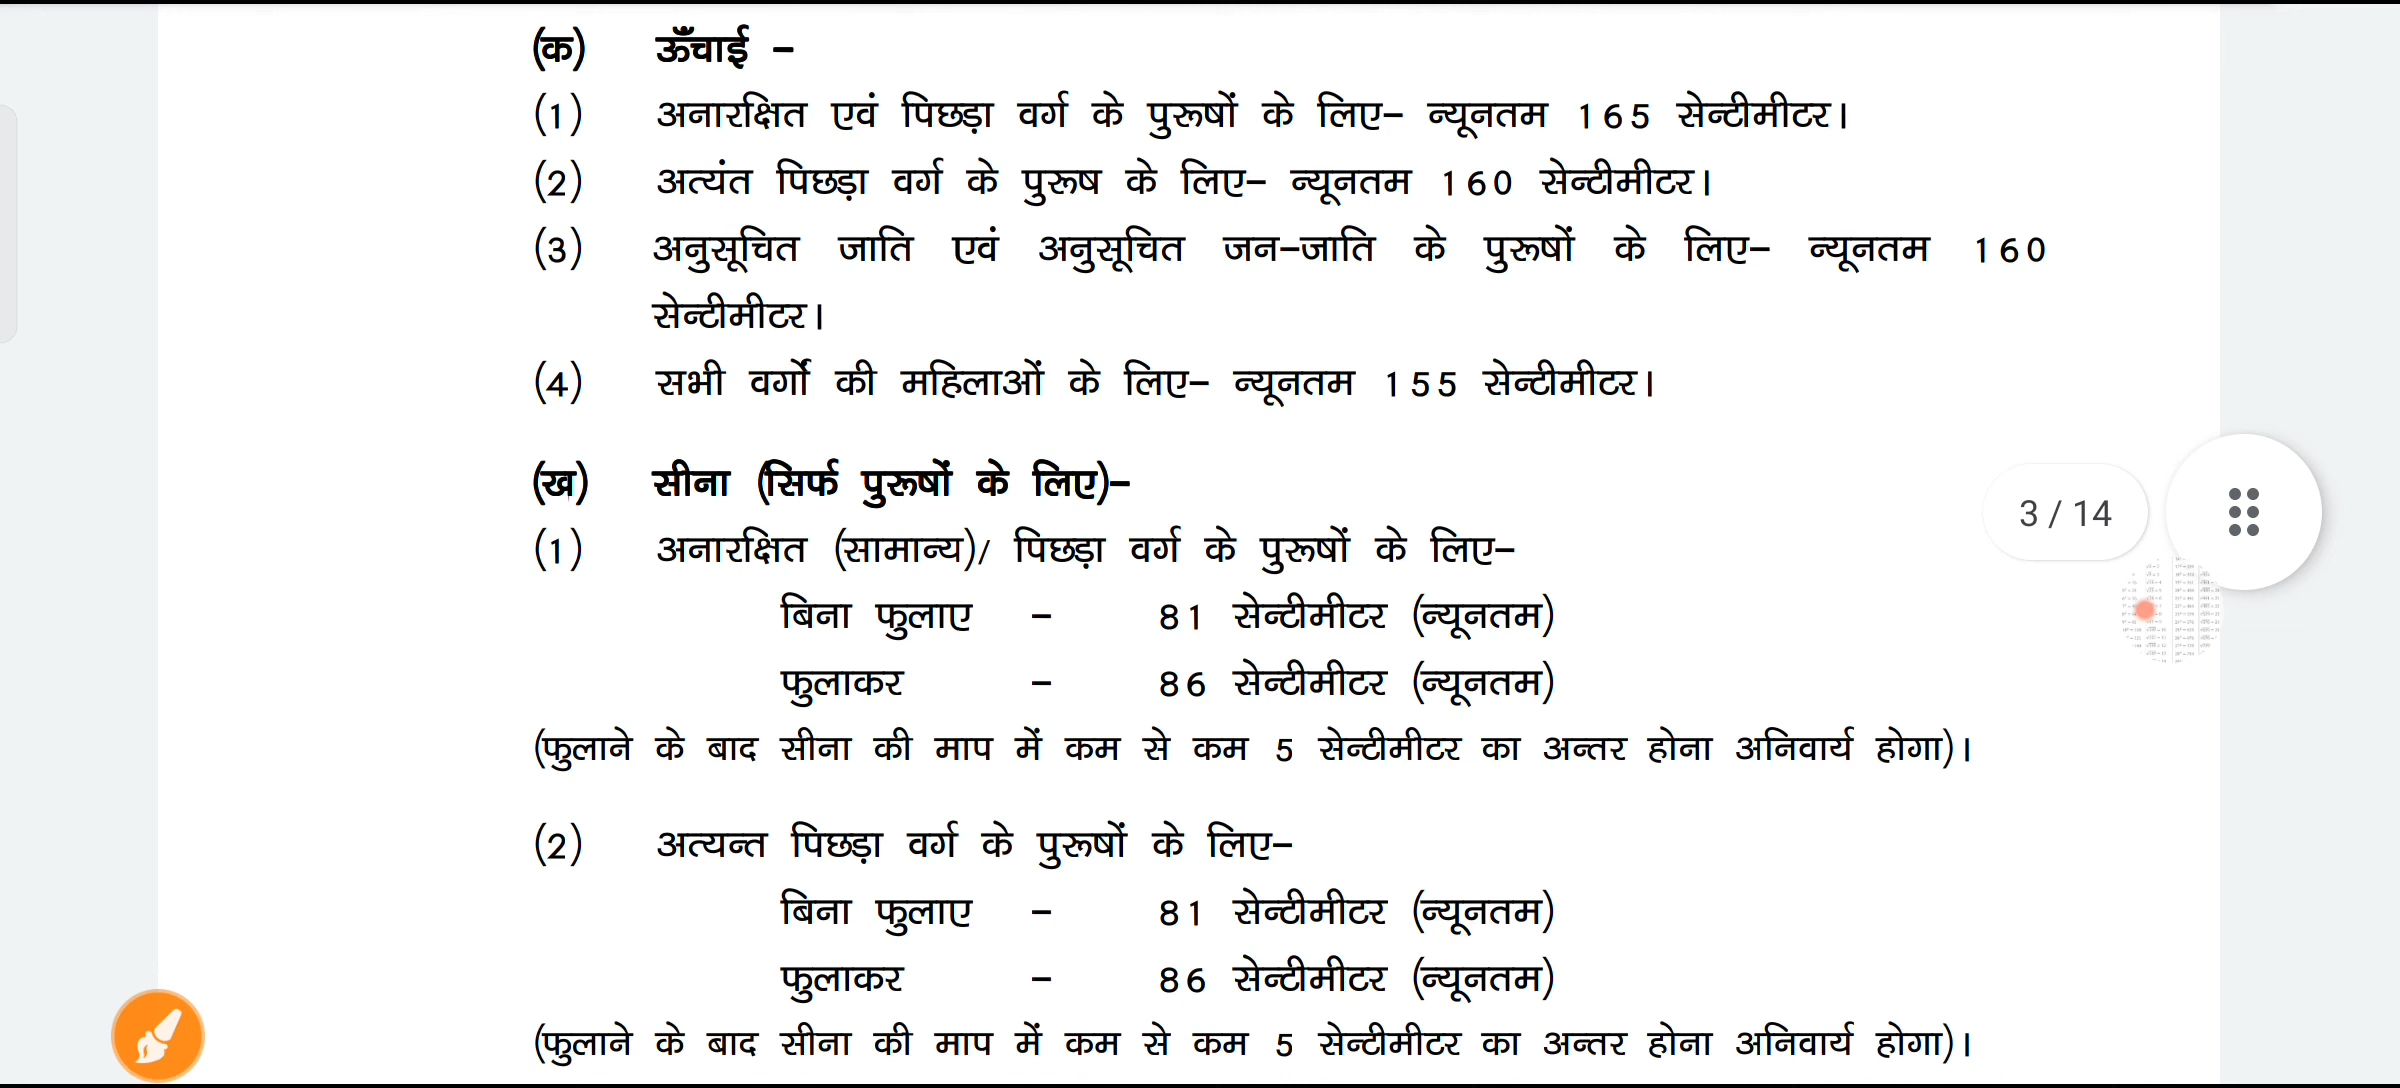 (क) ऊँचाई –
(1) अनारक्षित एवं पिछड़ा वर्ग के पुरूषों के लिए– न्यूनतम 165 सेन्टीमीटर।
(2) अत्यंत पिछड़ा वर्ग के पुरूष के लिए– न्यूनतम 160 सेन्टीमीटर।
(3) अनुसूचित जाति एवं अनुसूचित जन–जाति के पुरूषों के लिए– न्यूनतम 160
सेन्टीमीटर।
(4) सभी वर्गों की महिलाओं के लिए– न्यूनतम 155 सेन्टीमीटर।
(ख) सीना (सिर्फ पुरूषों के लिए)–
3 / 14
(1) अनारक्षित (सामान्य)/ पिछड़ा वर्ग के पुरूषों के लिए–
बिना फुलाए – 81 सेन्टीमीटर (न्यूनतम)
फुलाकर – 86 सेन्टीमीटर (न्यूनतम)
(फुलाने के बाद सीना की माप में कम से कम 5 सेन्टीमीटर का अन्तर होना अनिवार्य होगा)।
(2) अत्यन्त पिछड़ा वर्ग के पुरूषों के लिए–
बिना फुलाए – 81 सेन्टीमीटर (न्यूनतम)
फुलाकर – 86 सेन्टीमीटर (न्यूनतम)
(फुलाने के बाद सीना की माप में कम से कम 5 सेन्टीमीटर का अन्तर होना अनिवार्य होगा)।